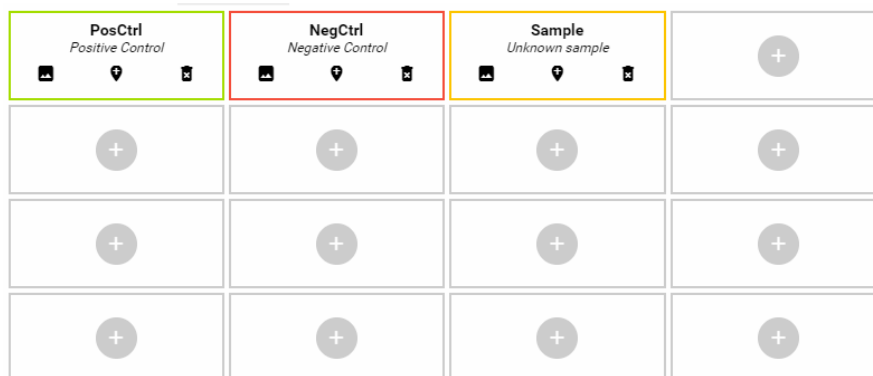 PosCtrl
Positive Control
NegCtrl
Negative Control
Sample
Unknown sample